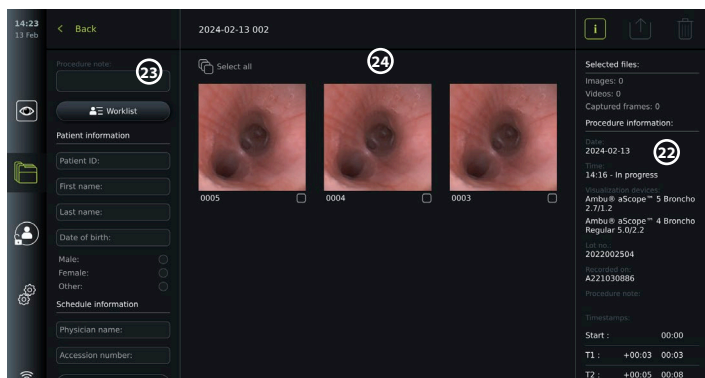 14:23
13 Feb
Back
2024-02-13 002
i
Procedure note:
23
Worklist
Patient information
Patient ID:
First name:
Last name:
Date of birth:
Male:
Female:
Other:
Schedule information
Physician name:
Accession number:
Select all
24
0005
0004
0003
Selected files:
Images: 0
Videos: 0
Captured frames: 0
Procedure information:
Date:
2024-02-13
22
Time:
14:16 - In progress
Visualization devices:
Ambu® aScope™ 5 Broncho
2.7/1.2
Ambu® aScope™ 4 Broncho
Regular 5.0/2.2
Lot no.:
2022002504
Recorded on:
A221030886
Procedure note:
Timestamps:
Start : 00:00
T1 : +00:03 00:03
T2 : +00:05 00:08